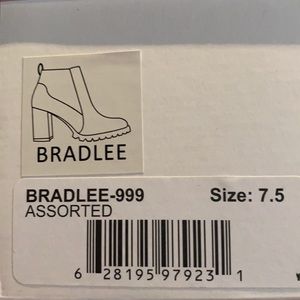 BRADLEE
BRADLEE-999 Size: 7.5
ASSORTED
6 28195 97923 1